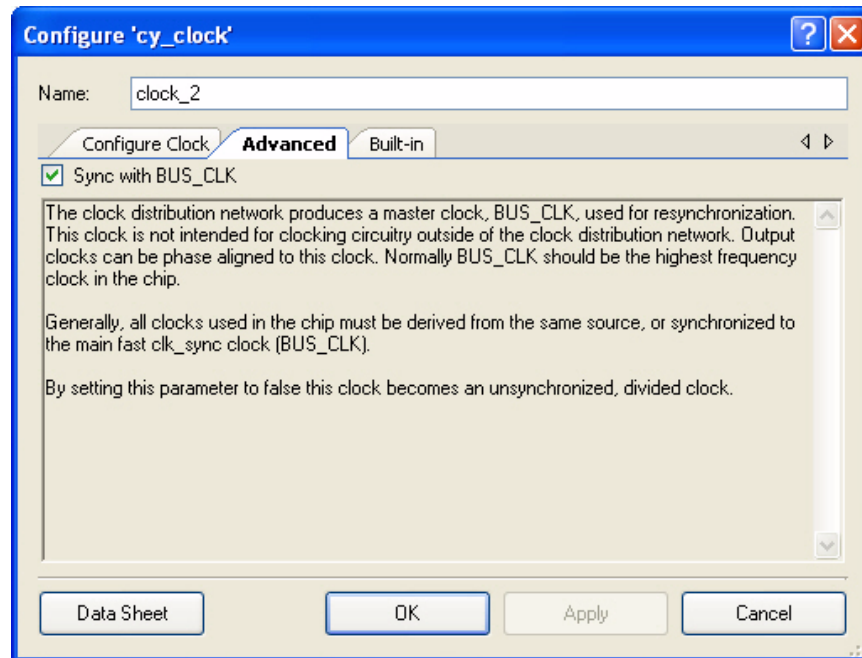 Configure 'cy_clock'
Name: clock_2
Configure Clock Advanced Built-in
Sync with BUS_CLK
The clock distribution network produces a master clock, BUS_CLK, used for resynchronization.
This clock is not intended for clocking circuitry outside of the clock distribution network. Output
clocks can be phase aligned to this clock. Normally BUS_CLK should be the highest frequency
clock in the chip.
Generally, all clocks used in the chip must be derived from the same source, or synchronized to
the main fast clk_sync clock (BUS_CLK).
By setting this parameter to false this clock becomes an unsynchronized, divided clock.
Data Sheet OK Apply Cancel